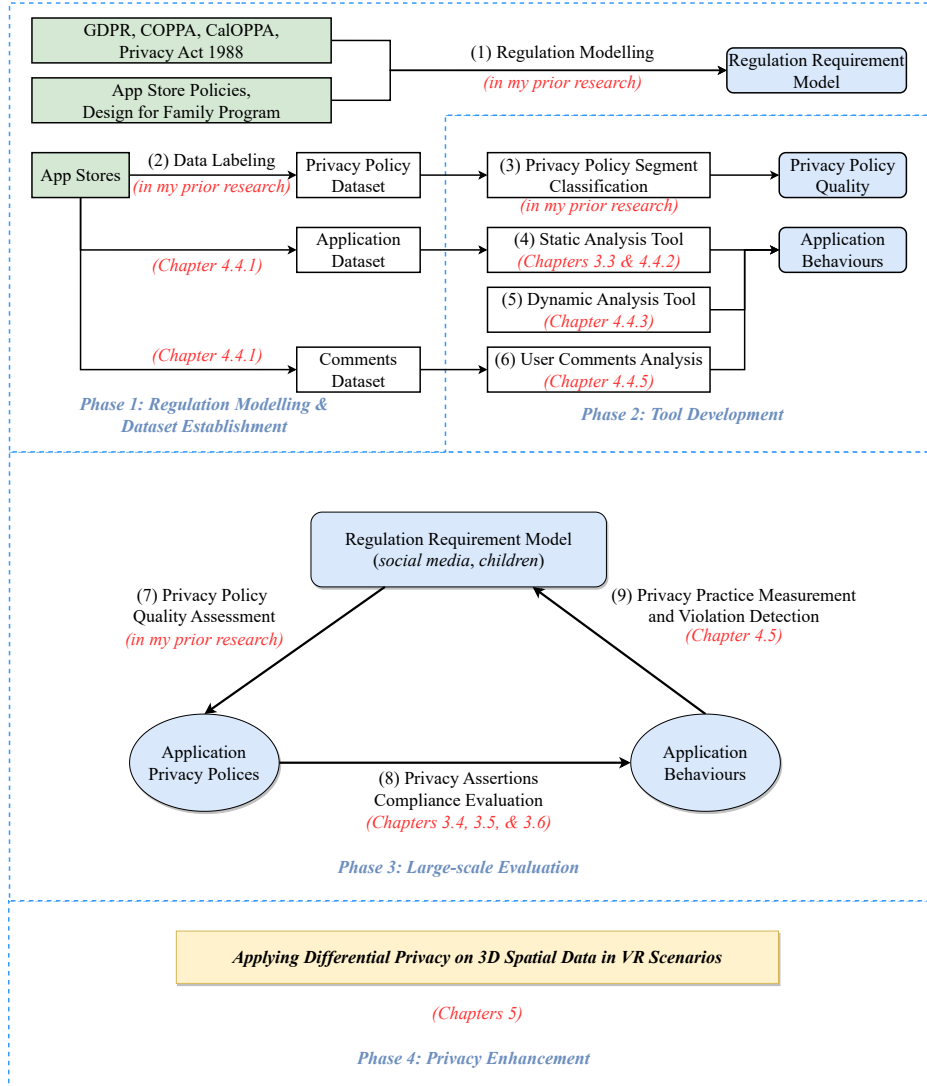 GDPR, COPPA, CalOPPA,
Privacy Act 1988
(1) Regulation Modelling
(in my prior research)
Regulation Requirement
Model
App Store Policies,
Design for Family Program
App Stores
(2) Data Labeling
(in my prior research)
Privacy Policy
Dataset
(3) Privacy Policy Segment
Classification
(in my prior research)
Privacy Policy
Quality
(Chapter 4.4.1)
Application
Dataset
(4) Static Analysis Tool
(Chapters 3.3 & 4.4.2)
Application
Behaviours
(5) Dynamic Analysis Tool
(Chapter 4.4.3)
(Chapter 4.4.1)
Comments
Dataset
(6) User Comments Analysis
(Chapter 4.4.5)
Phase 1: Regulation Modelling &
Dataset Establishment
Phase 2: Tool Development
Regulation Requirement Model
(social media, children)
(7) Privacy Policy
Quality Assessment
(in my prior research)
(9) Privacy Practice Measurement
and Violation Detection
(Chapter 4.5)
Application
Privacy Polices
Application
Behaviours
(8) Privacy Assertions
Compliance Evaluation
(Chapters 3.4, 3.5, & 3.6)
Phase 3: Large-scale Evaluation
Applying Differential Privacy on 3D Spatial Data in VR Scenarios
(Chapters 5)
Phase 4: Privacy Enhancement